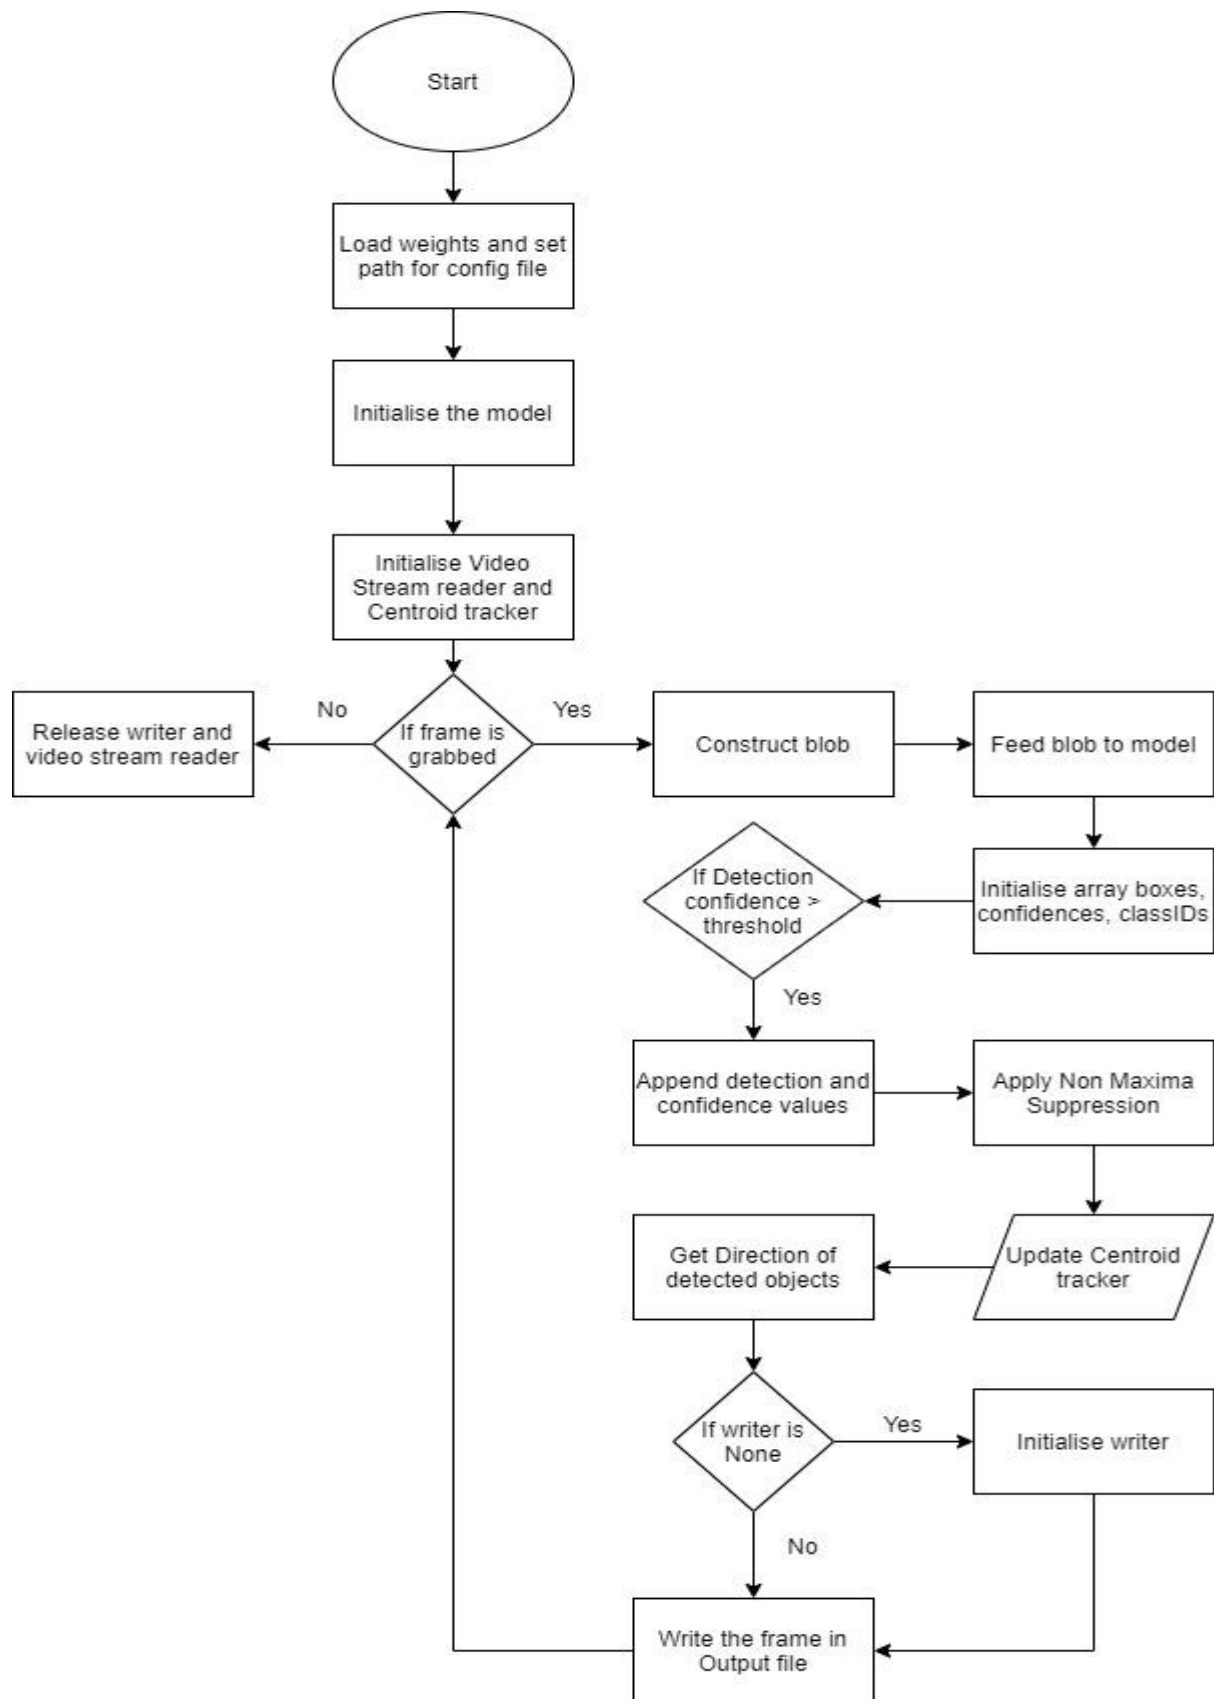 Start
Load weights and set
path for config file
Initialise the model
Initialise Video
Stream reader and
Centroid tracker
If frame is
grabbed
No
Release writer and
video stream reader
Yes
Construct blob
Feed blob to model
Initialise array boxes,
confidences, classIDs
If Detection
confidence >
threshold
Yes
Append detection and
confidence values
Apply Non Maxima
Suppression
Update Centroid
tracker
Get Direction of
detected objects
If writer is
None
Yes
Initialise writer
No
Write the frame in
Output file